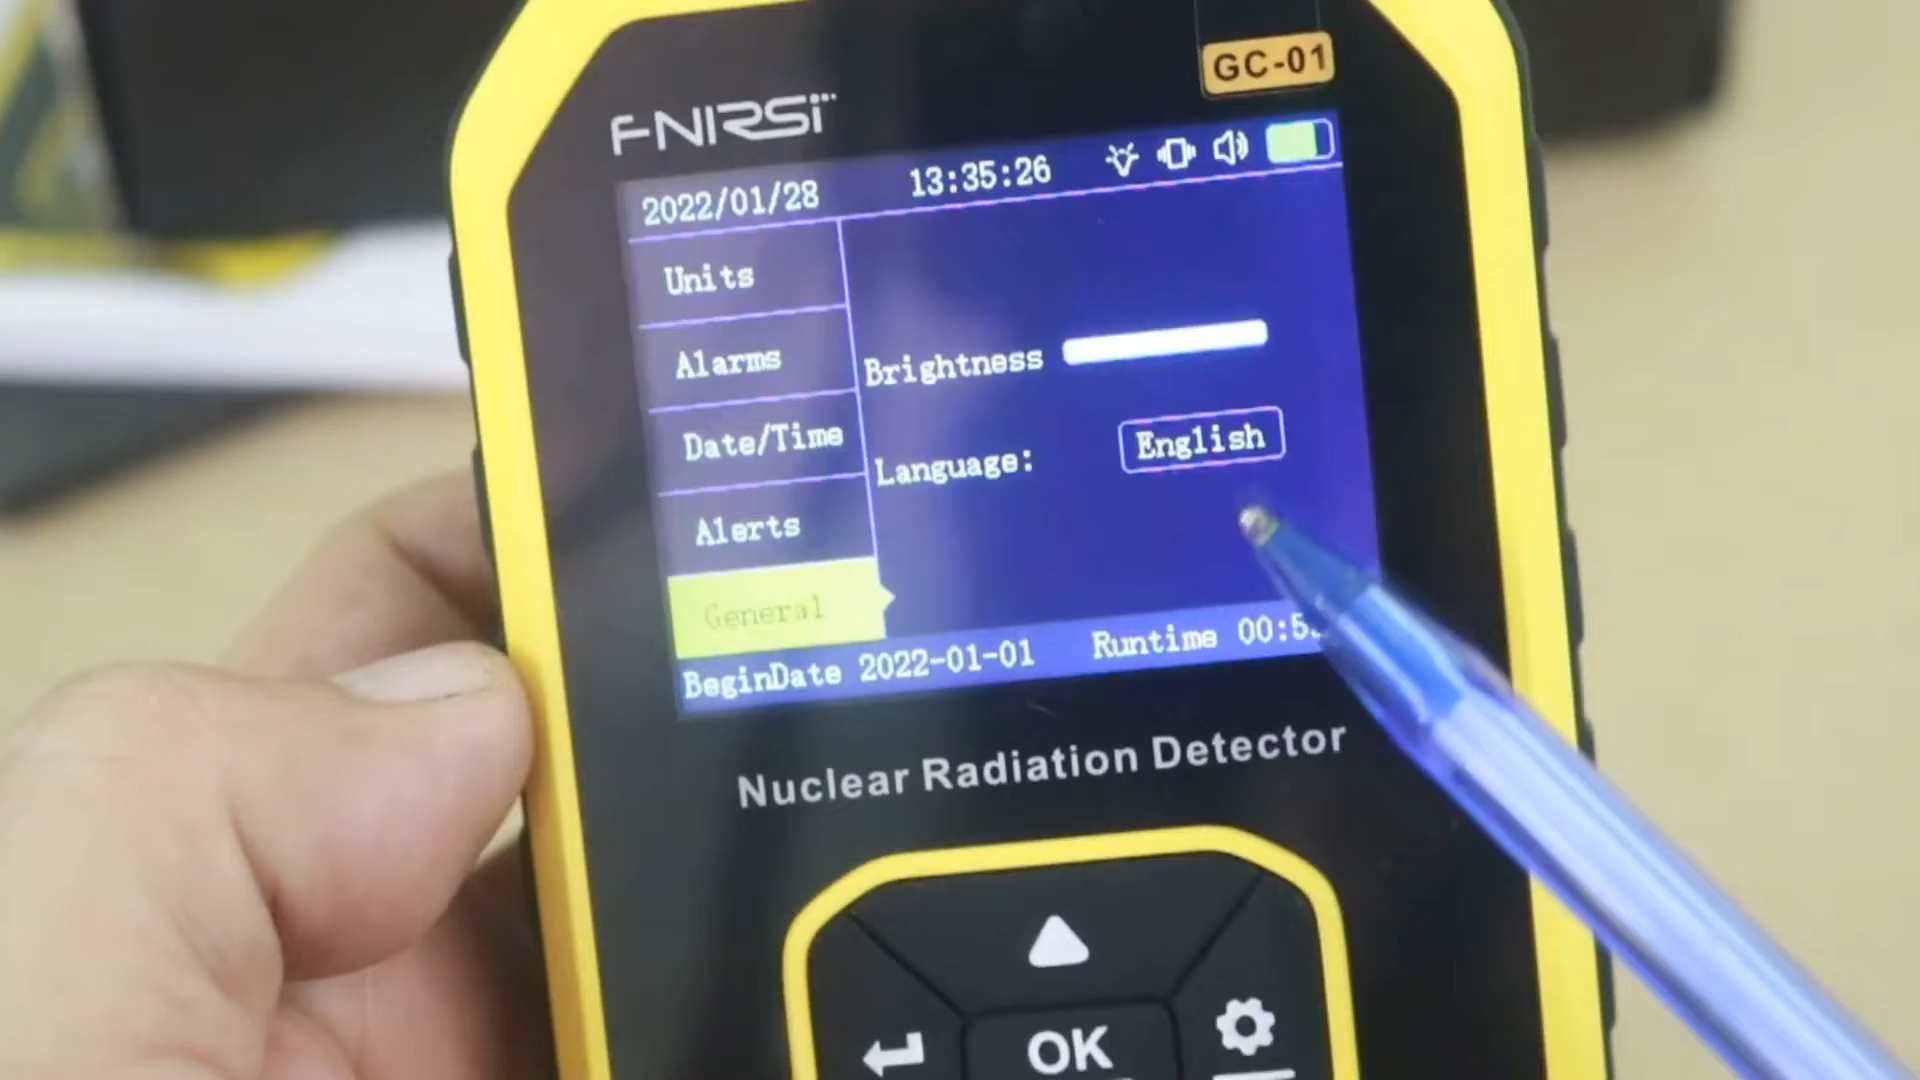 GC-01
FNIRSI
2022/01/28 13:35:26
Units
Alarms
Date/Time
Alerts
General
Brightness
Language: English
BeginDate 2022-01-01 Runtime
Nuclear Radiation Detector
OK